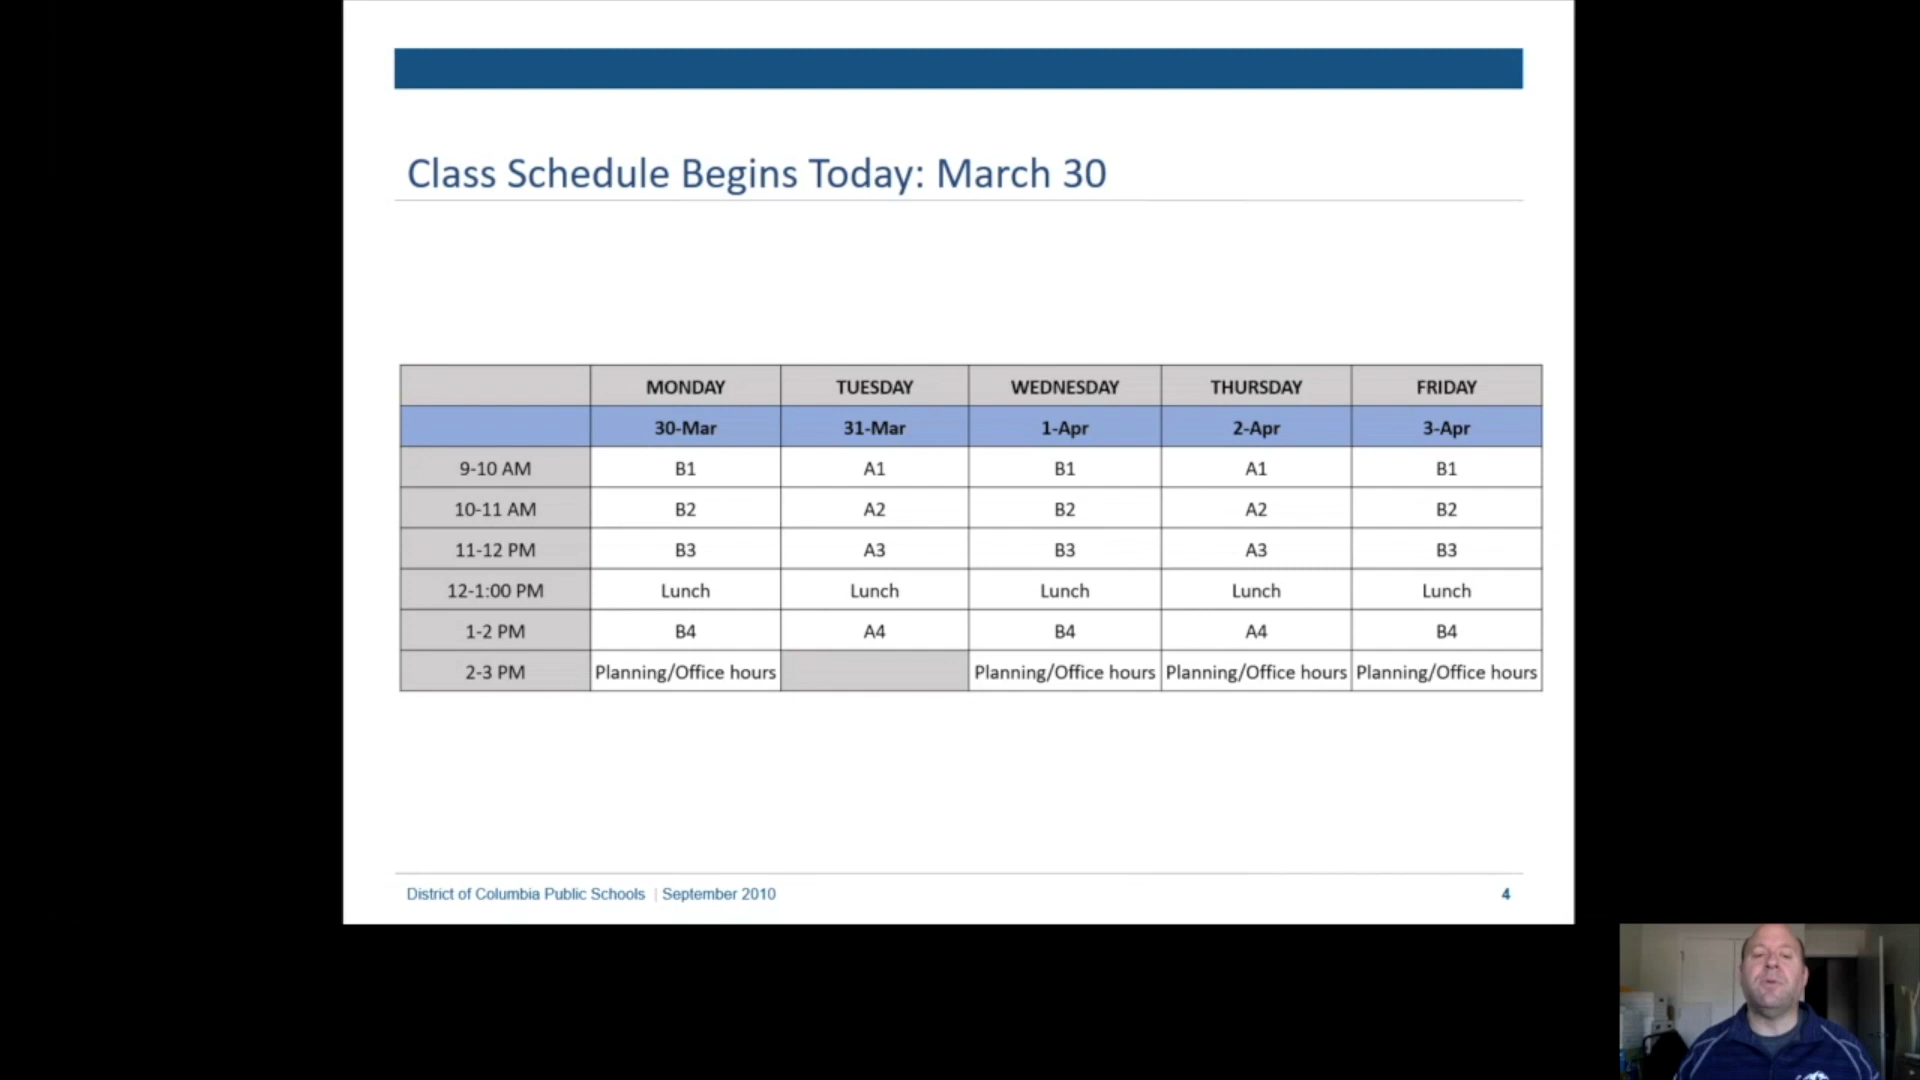 Class Schedule Begins Today: March 30
MONDAY TUESDAY WEDNESDAY THURSDAY FRIDAY
30-Mar 31-Mar 1-Apr 2-Apr 3-Apr
9-10 AM B1 A1 B1 A1 B1
10-11 AM B2 A2 B2 A2 B2
11-12 PM B3 A3 B3 A3 B3
12-1:00 PM Lunch Lunch Lunch Lunch Lunch
1-2 PM B4 A4 B4 A4 B4
2-3 PM Planning/Office hours Planning/Office hours Planning/Office hours Planning/Office hours
District of Columbia Public Schools | September 2010 4